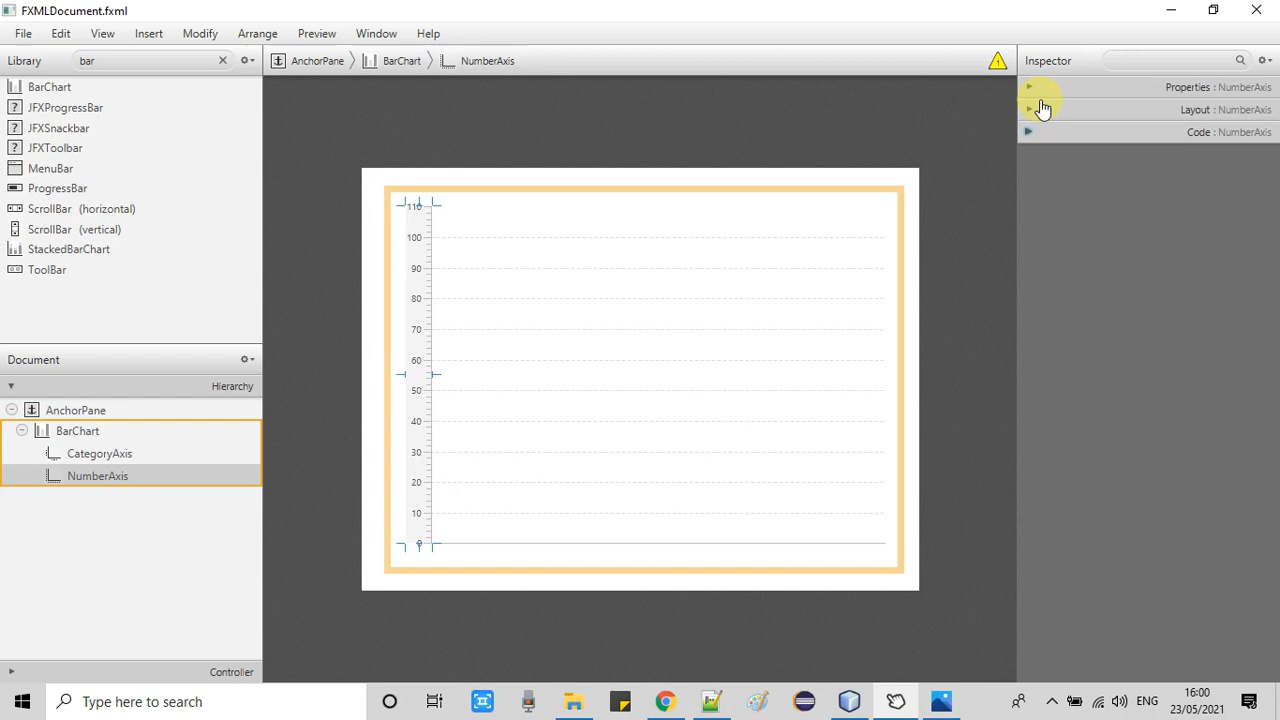 FXMLDocument.fxml
File Edit View Insert Modify Arrange Preview Window Help
Library bar
AnchorPane BarChart NumberAxis
1
Inspector
BarChart
JFXProgressBar
JFXSnackbar
JFXToolbar
MenuBar
ProgressBar
ScrollBar (horizontal)
ScrollBar (vertical)
StackedBarChart
ToolBar
Properties : NumberAxis
Layout : NumberAxis
Code : NumberAxis
110
100
90
80
70
60
50
40
30
20
10
0
Document
Hierarchy
AnchorPane
BarChart
CategoryAxis
NumberAxis
Controller
Type here to search
ENG
16:00
23/05/2021